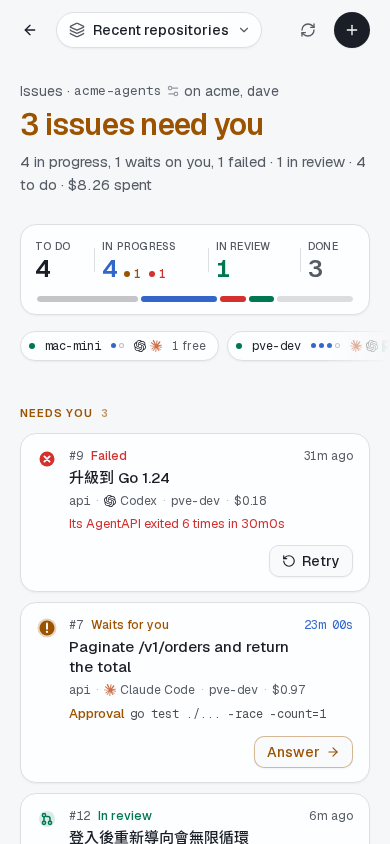 Recent repositories
Issues · acme-agents on acme, dave
3 issues need you
4 in progress, 1 waits on you, 1 failed · 1 in review · 4
to do · $8.26 spent
TO DO IN PROGRESS IN REVIEW DONE
4 4 1 1 1 3
mac-mini 1 free pve-dev
NEEDS YOU 3
#9 Failed 31m ago
升級到 Go 1.24
api · Codex · pve-dev · $0.18
Its AgentAPI exited 6 times in 30m0s
Retry
#7 Waits for you 23m 00s
Paginate /v1/orders and return
the total
api · Claude Code · pve-dev · $0.97
Approval go test ./... -race -count=1
Answer
#12 In review 6m ago
登入後重新導向會無限循環